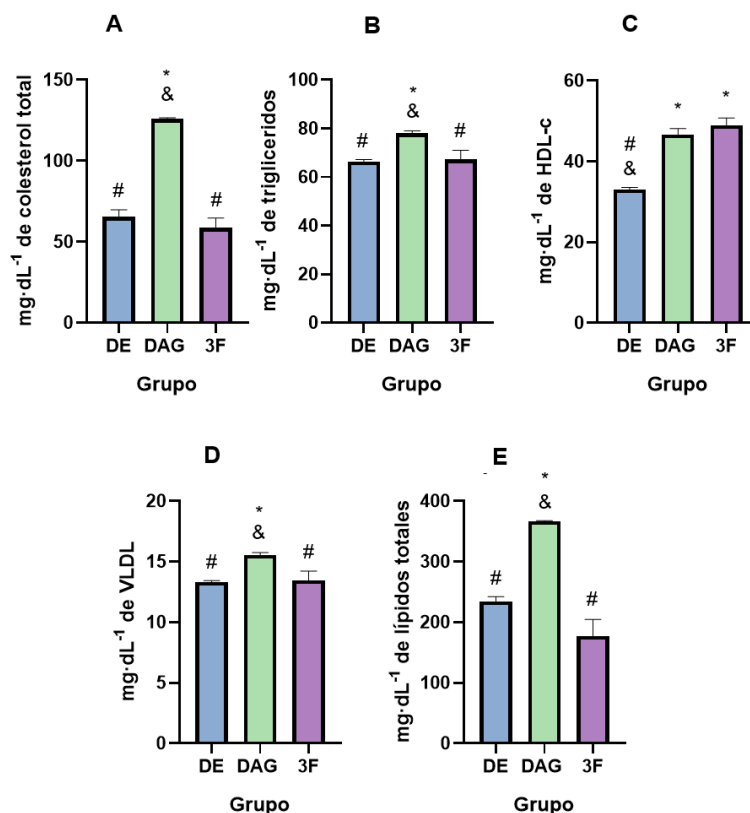 A
mg·dL⁻¹ de colesterol total
150
100
50
0
#
*
&
#
DE DAG 3F
Grupo
B
mg·dL⁻¹ de trigliceridos
100
80
60
40
20
0
#
*
&
#
DE DAG 3F
Grupo
C
mg·dL⁻¹ de HDL-c
60
40
20
0
#
&
*
*
DE DAG 3F
Grupo
D
mg·dL⁻¹ de VLDL
20
15
10
5
0
#
*
&
#
DE DAG 3F
Grupo
E
mg·dL⁻¹ de lípidos totales
400
300
200
100
0
#
*
&
#
DE DAG 3F
Grupo